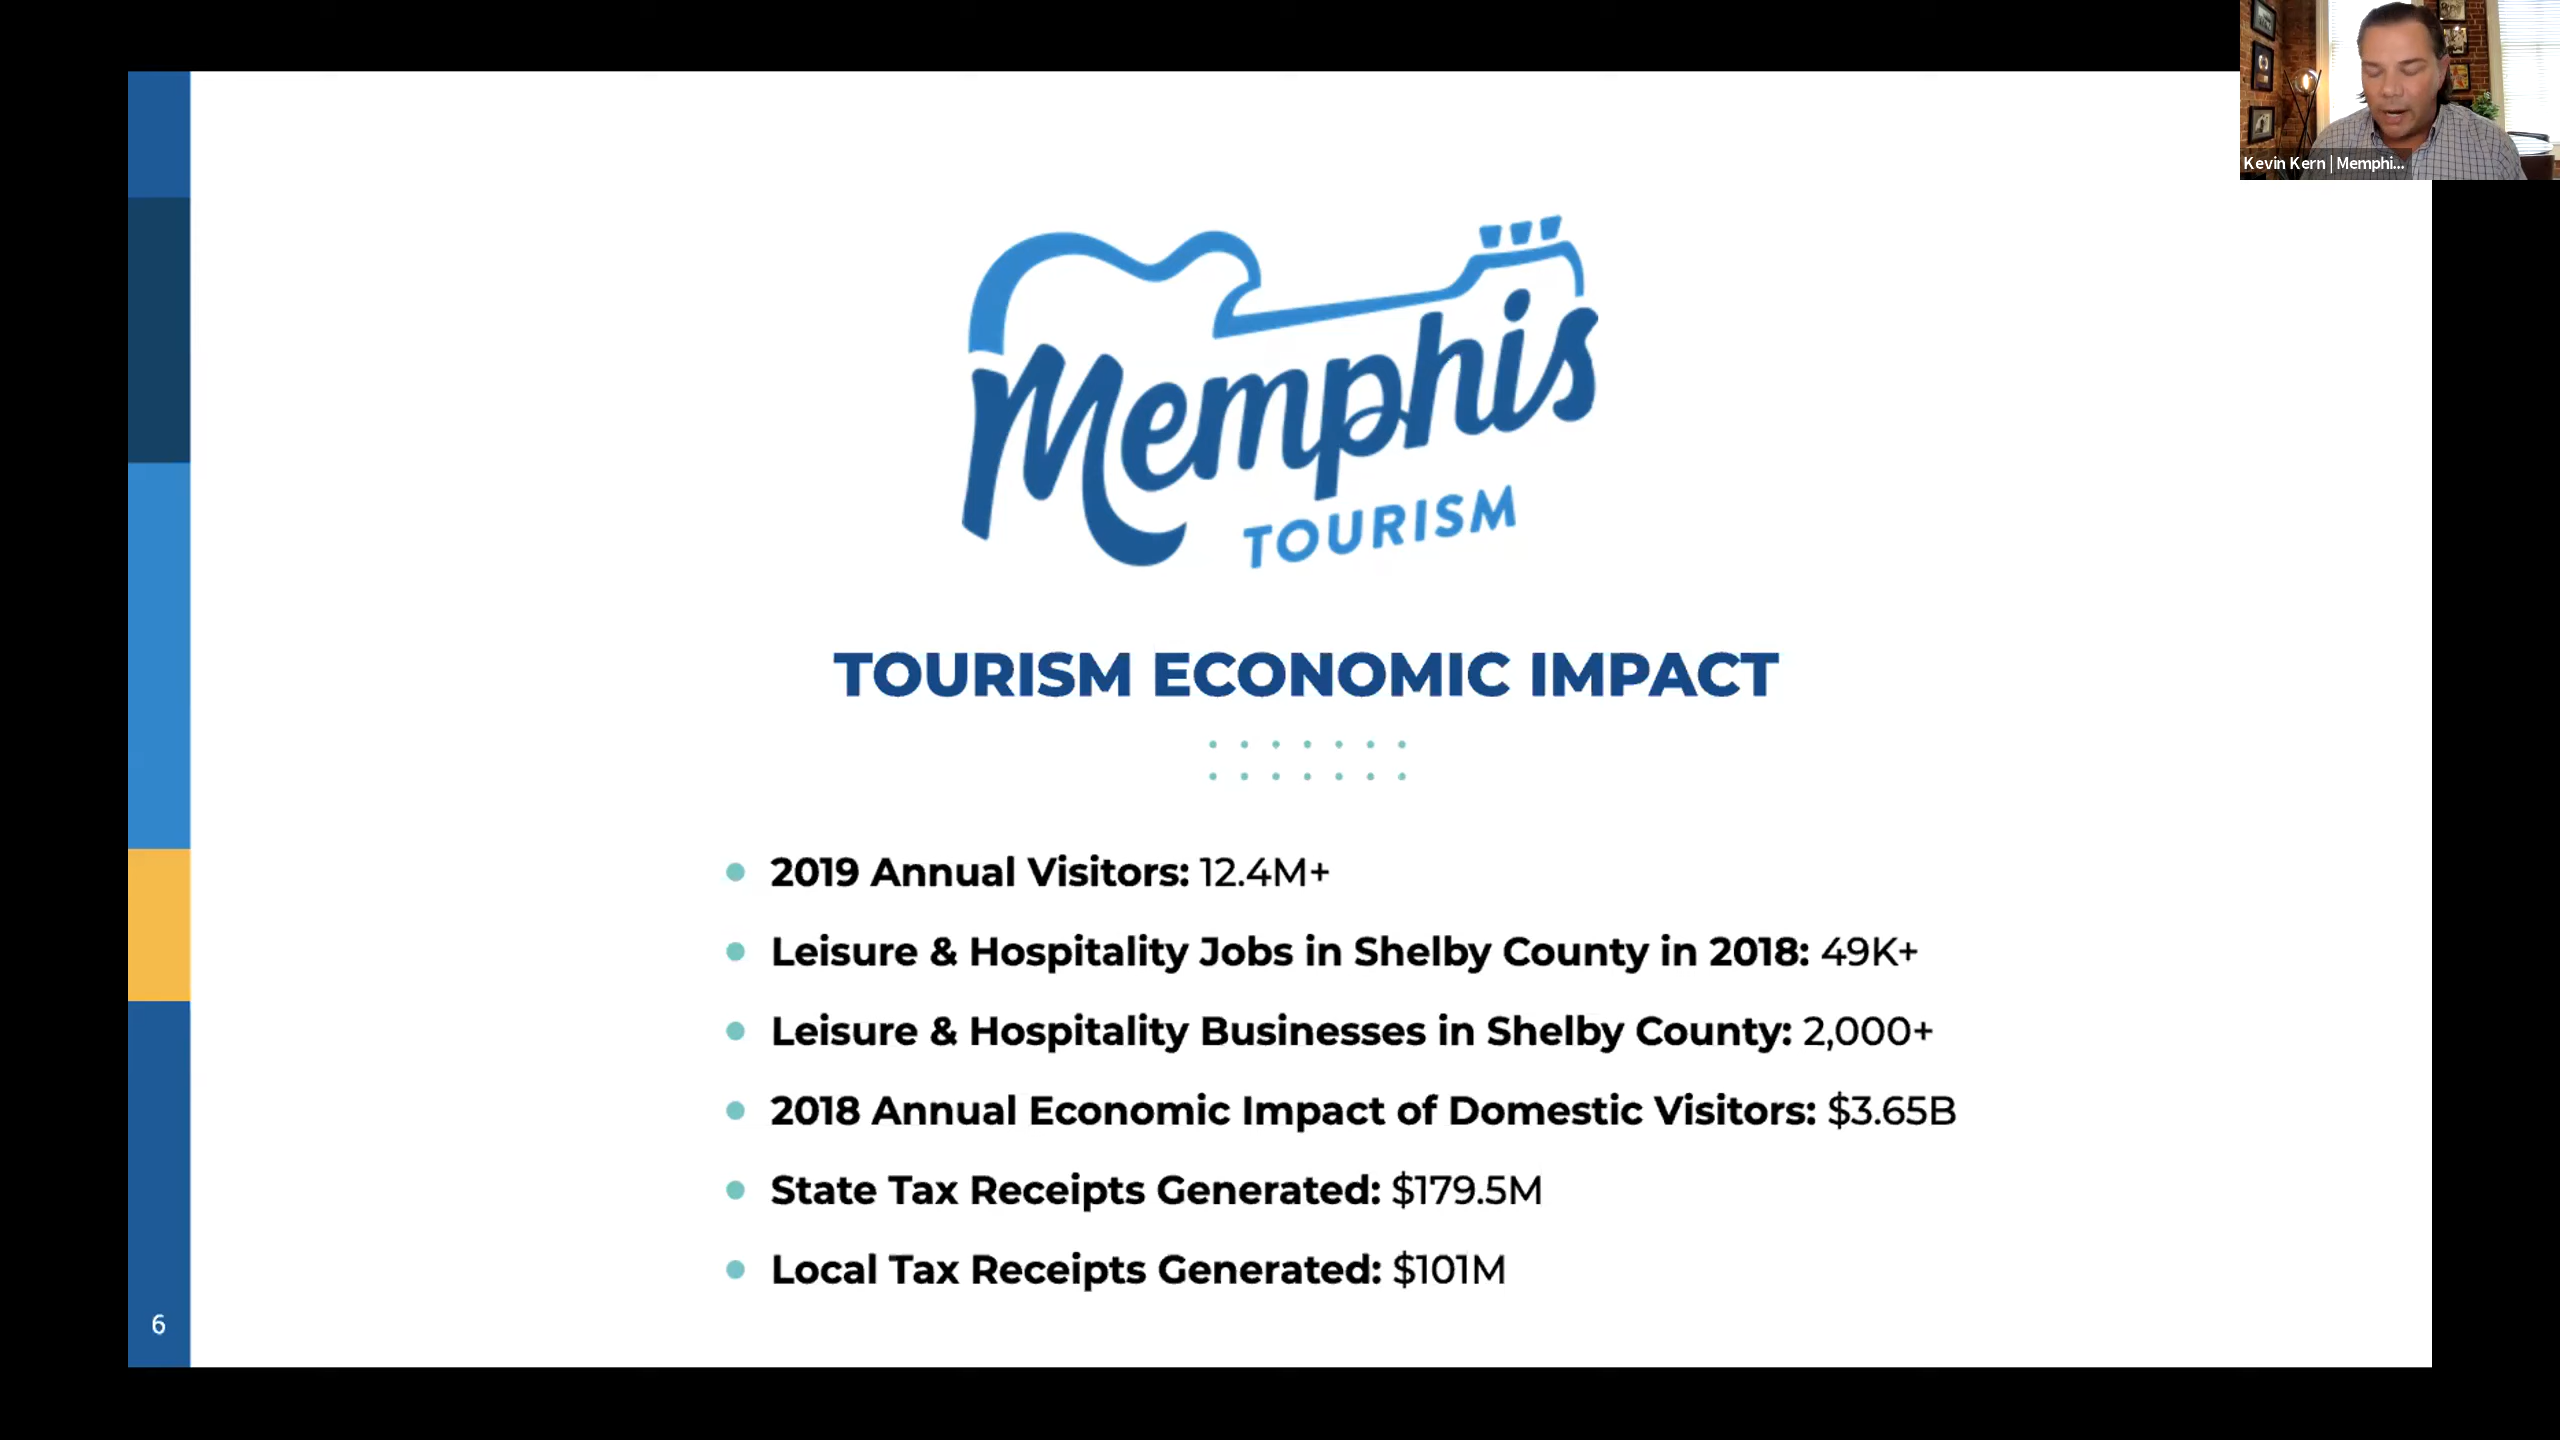 Kevin Kern | Memphi...
Memphis
TOURISM
TOURISM ECONOMIC IMPACT
2019 Annual Visitors: 12.4M+
Leisure & Hospitality Jobs in Shelby County in 2018: 49K+
Leisure & Hospitality Businesses in Shelby County: 2,000+
2018 Annual Economic Impact of Domestic Visitors: $3.65B
State Tax Receipts Generated: $179.5M
Local Tax Receipts Generated: $101M
6